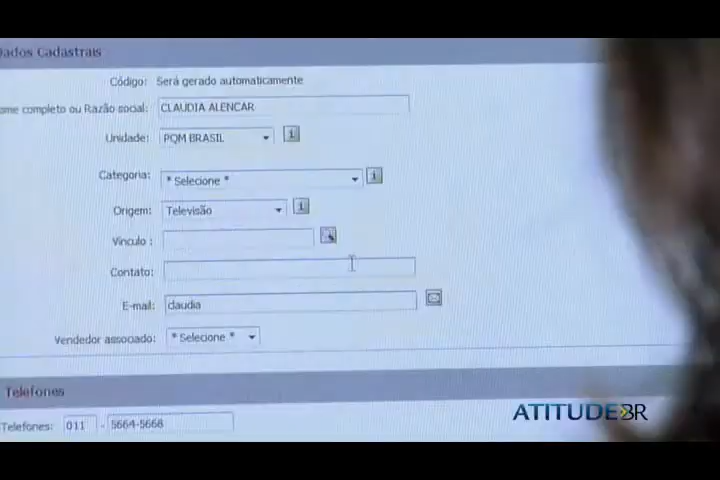 Dados Cadastrais
Código: Será gerado automaticamente
ome completo ou Razão social: CLAUDIA ALENCAR
Unidade: PQM BRASIL
Categoria: * Selecione *
Origem: Televisão
Vínculo :
Contato:
E-mail: claudia
Vendedor associado: * Selecione *
Telefones
Telefones: 011 - 5664-5668
ATITUDEBR